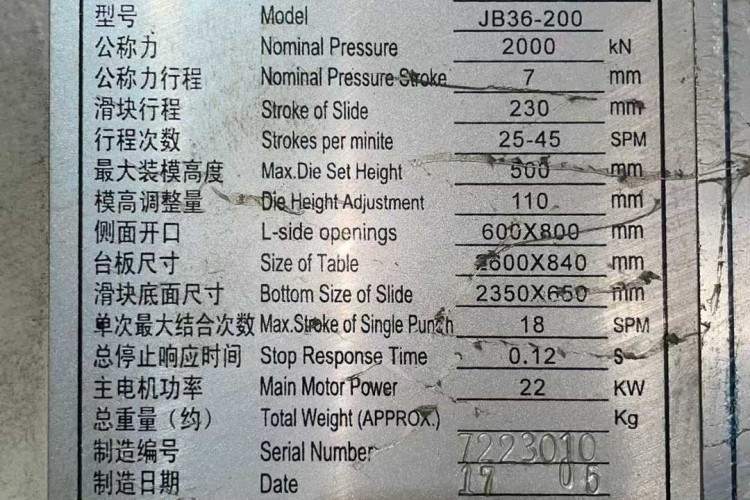 型号 Model JB36-200
公称力 Nominal Pressure 2000 kN
公称力行程 Nominal Pressure Stroke 7 mm
滑块行程 Stroke of Slide 230 mm
行程次数 Strokes per minite 25-45 SPM
最大装模高度 Max.Die Set Height 500 mm
模高调整量 Die Height Adjustment 110 mm
侧面开口 L-side openings 600X800 mm
台板尺寸 Size of Table 2600X840 mm
滑块底面尺寸 Bottom Size of Slide 2350X650 mm
单次最大结合次数 Max.Stroke of Single Punch 18 SPM
总停止响应时间 Stop Response Time 0.12 S
主电机功率 Main Motor Power 22 KW
总重量（约） Total Weight (APPROX.) Kg
制造编号 Serial Number 7223010
制造日期 Date 17 05